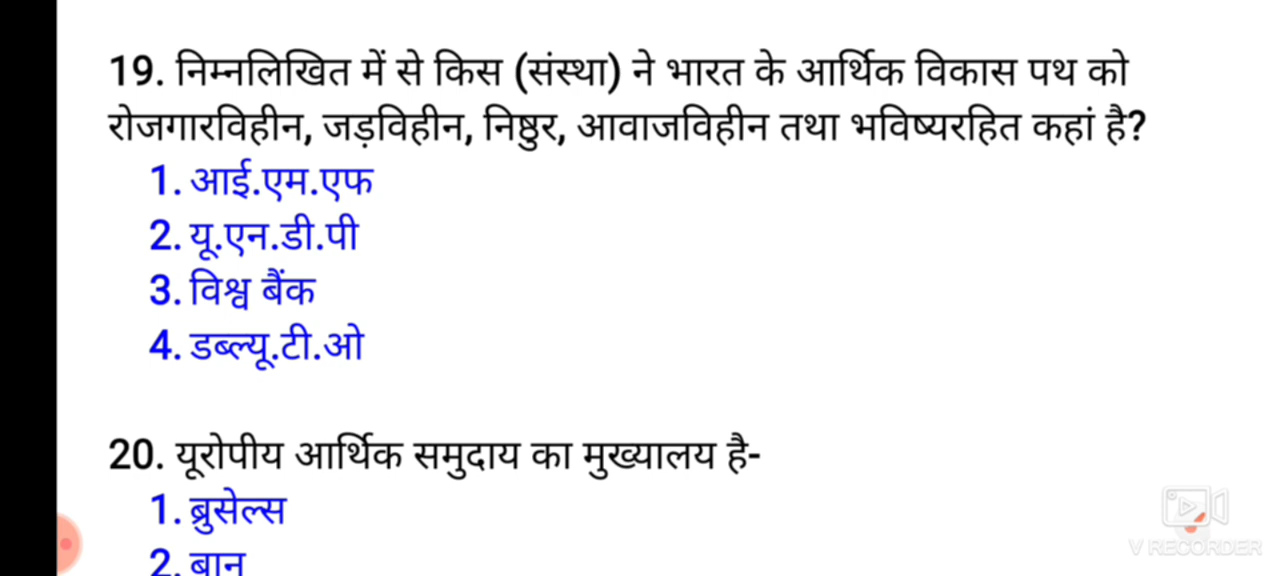 19. निम्नलिखित में से किस (संस्था) ने भारत के आर्थिक विकास पथ को
रोजगारविहीन, जड़विहीन, निष्ठुर, आवाजविहीन तथा भविष्यरहित कहां है?
1. आई.एम.एफ
2. यू.एन.डी.पी
3. विश्व बैंक
4. डब्ल्यू.टी.ओ
20. यूरोपीय आर्थिक समुदाय का मुख्यालय है-
1. ब्रुसेल्स
2. बान
V RECORDER